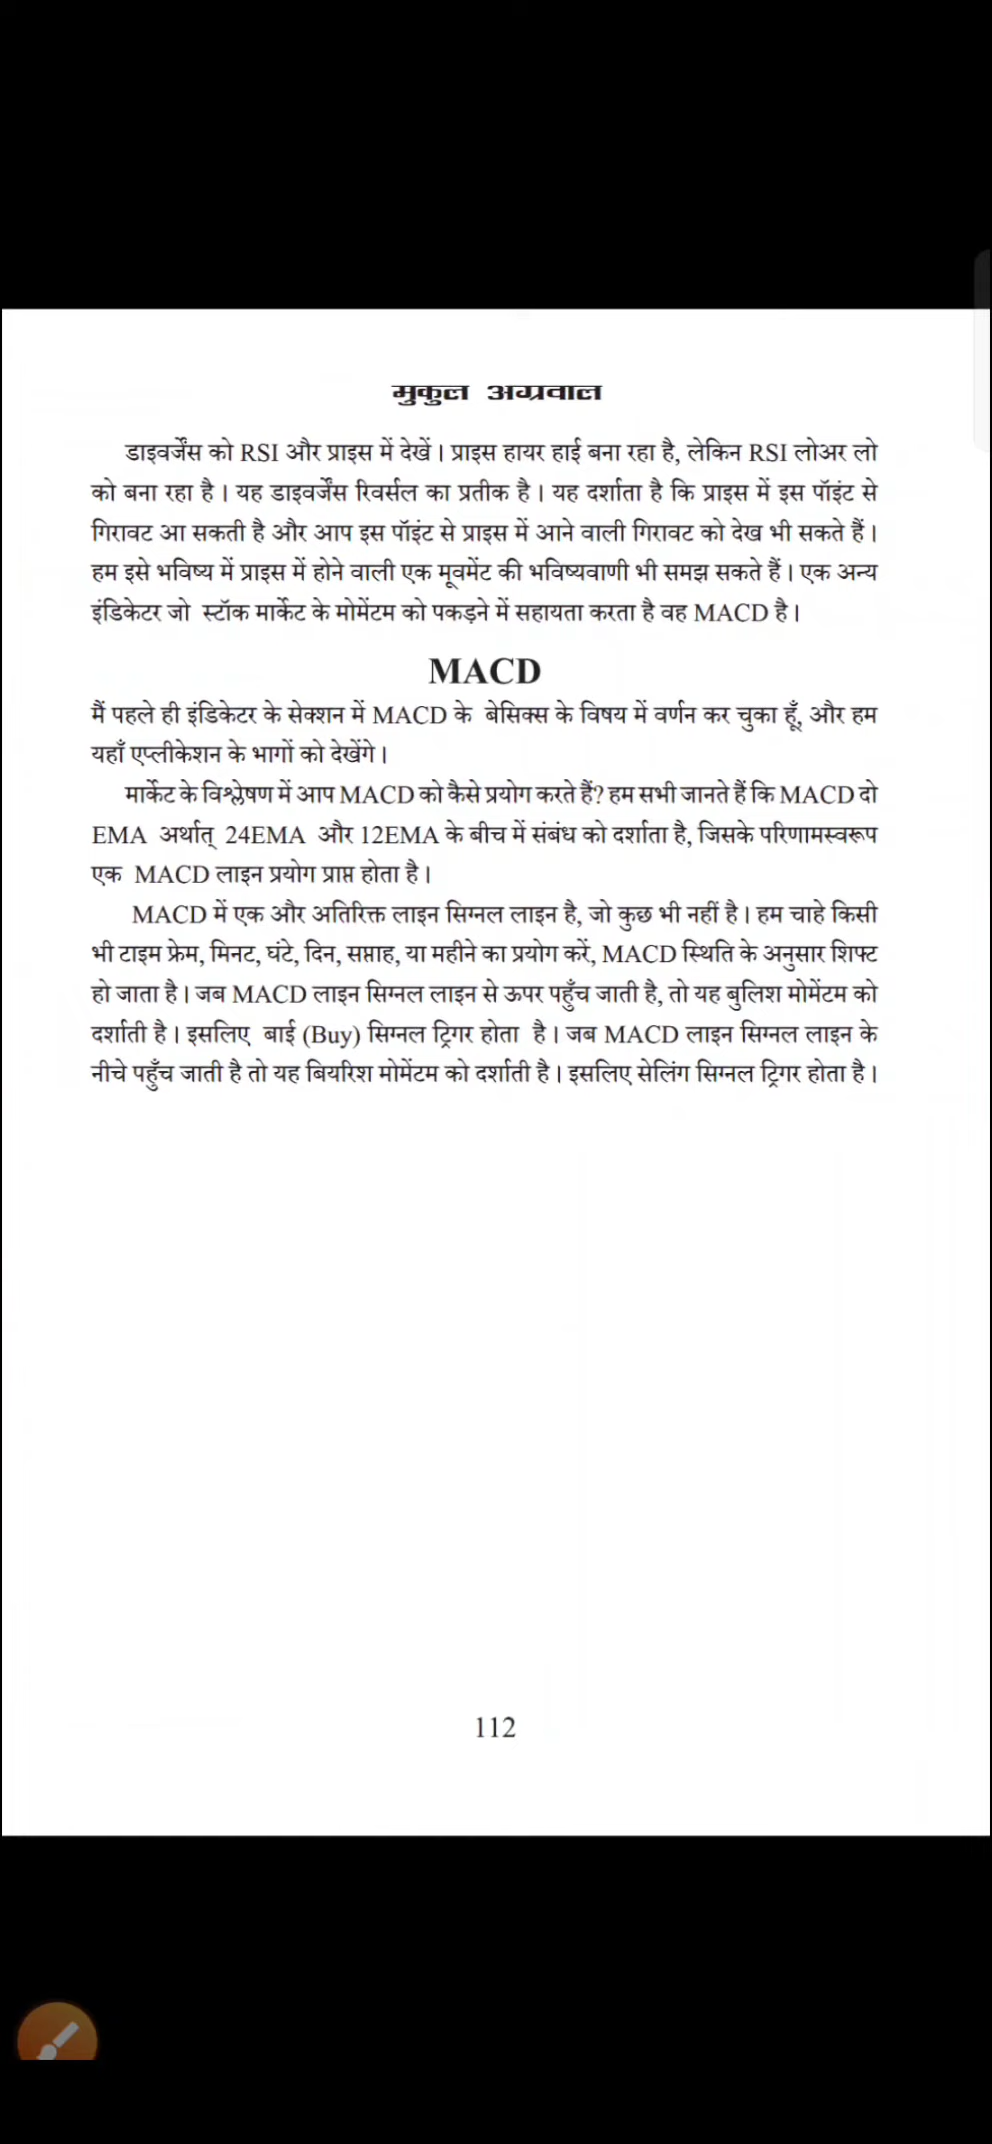 मुकुल अग्रवाल
डाइवर्जेंस को RSI और प्राइस में देखें। प्राइस हायर हाई बना रहा है, लेकिन RSI लोअर लो
को बना रहा है। यह डाइवर्जेंस रिवर्सल का प्रतीक है। यह दर्शाता है कि प्राइस में इस पॉइंट से
गिरावट आ सकती है और आप इस पॉइंट से प्राइस में आने वाली गिरावट को देख भी सकते हैं।
हम इसे भविष्य में प्राइस में होने वाली एक मूवमेंट की भविष्यवाणी भी समझ सकते हैं। एक अन्य
इंडिकेटर जो स्टॉक मार्केट के मोमेंटम को पकड़ने में सहायता करता है वह MACD है।
MACD
मैं पहले ही इंडिकेटर के सेक्शन में MACD के बेसिक्स के विषय में वर्णन कर चुका हूँ, और हम
यहाँ एप्लीकेशन के भागों को देखेंगे।
मार्केट के विश्लेषण में आप MACD को कैसे प्रयोग करते हैं? हम सभी जानते हैं कि MACD दो
EMA अर्थात् 24EMA और 12EMA के बीच में संबंध को दर्शाता है, जिसके परिणामस्वरूप
एक MACD लाइन प्रयोग प्राप्त होता है।
MACD में एक और अतिरिक्त लाइन सिग्नल लाइन है, जो कुछ भी नहीं है। हम चाहे किसी
भी टाइम फ्रेम, मिनट, घंटे, दिन, सप्ताह, या महीने का प्रयोग करें, MACD स्थिति के अनुसार शिफ्ट
हो जाता है। जब MACD लाइन सिग्नल लाइन से ऊपर पहुँच जाती है, तो यह बुलिश मोमेंटम को
दर्शाती है। इसलिए बाई (Buy) सिग्नल ट्रिगर होता है। जब MACD लाइन सिग्नल लाइन के
नीचे पहुँच जाती है तो यह बियरिश मोमेंटम को दर्शाती है। इसलिए सेलिंग सिग्नल ट्रिगर होता है।
112